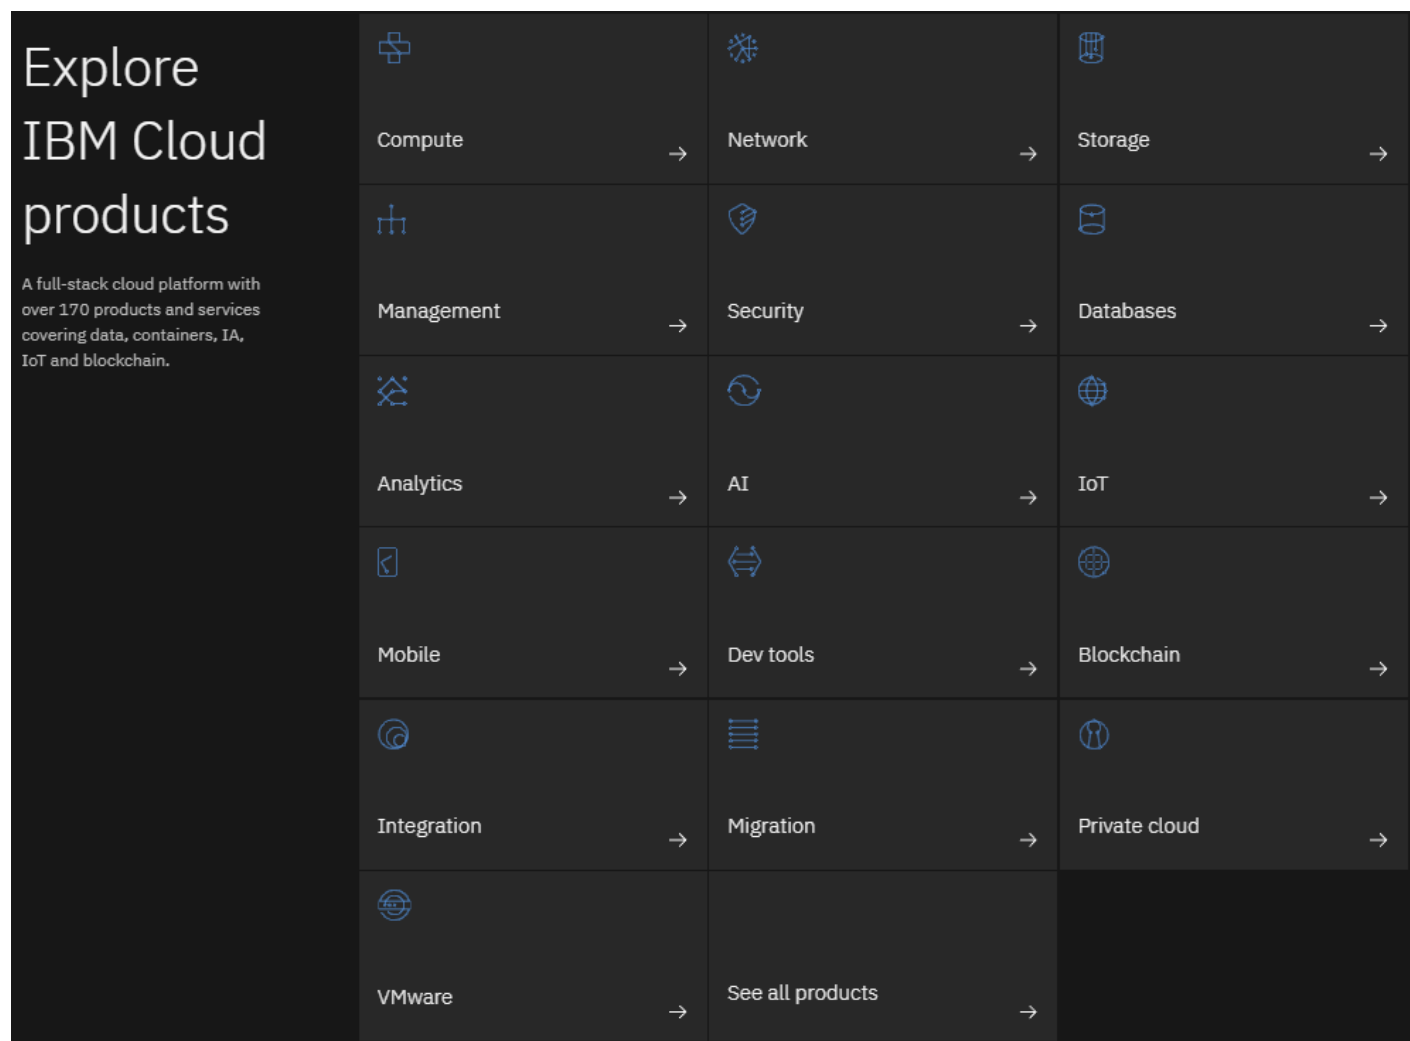 Explore
IBM Cloud
products
A full-stack cloud platform with
over 170 products and services
covering data, containers, IA,
IoT and blockchain.
Compute
Network
Storage
Management
Security
Databases
Analytics
AI
IoT
Mobile
Dev tools
Blockchain
Integration
Migration
Private cloud
VMware
See all products